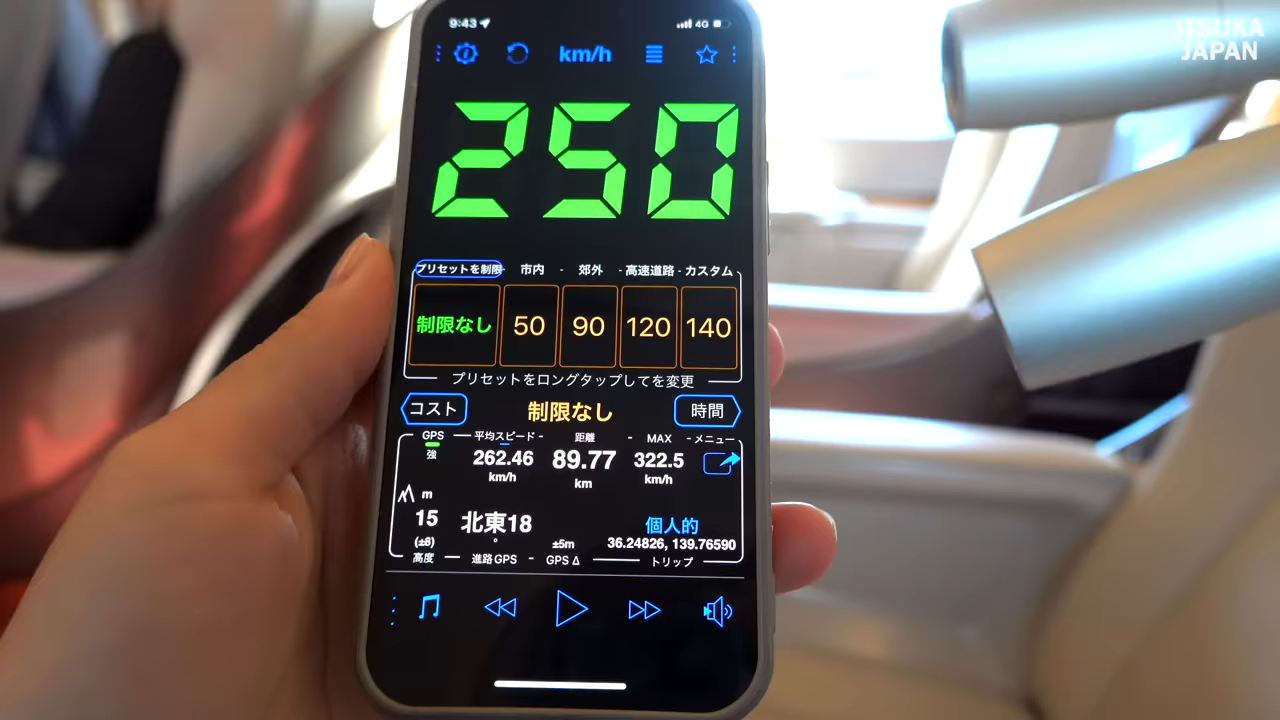 9:43 4G
ITSUKA
JAPAN
km/h
250
プリセットを制限 - 市内 - 郊外 - 高速道路 - カスタム
制限なし 50 90 120 140
プリセットをロングタップしてを変更
コスト 制限なし 時間
GPS 平均スピード - 距離 - MAX - メニュー
強 262.46 89.77 322.5
km/h km km/h
m
15 北東18 個人的
(±6) ° ±5m 36.24826, 139.76590
高度 進路GPS - GPS Δ トリップ